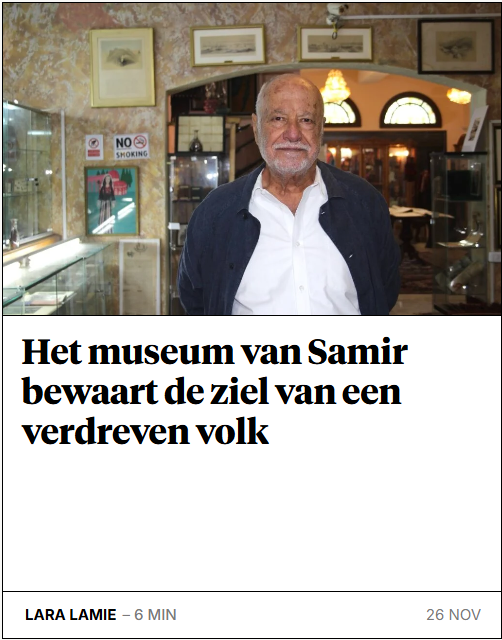 NO
SMOKING
Het museum van Samir
bewaart de ziel van een
verdreven volk
LARA LAMIE – 6 MIN
26 NOV